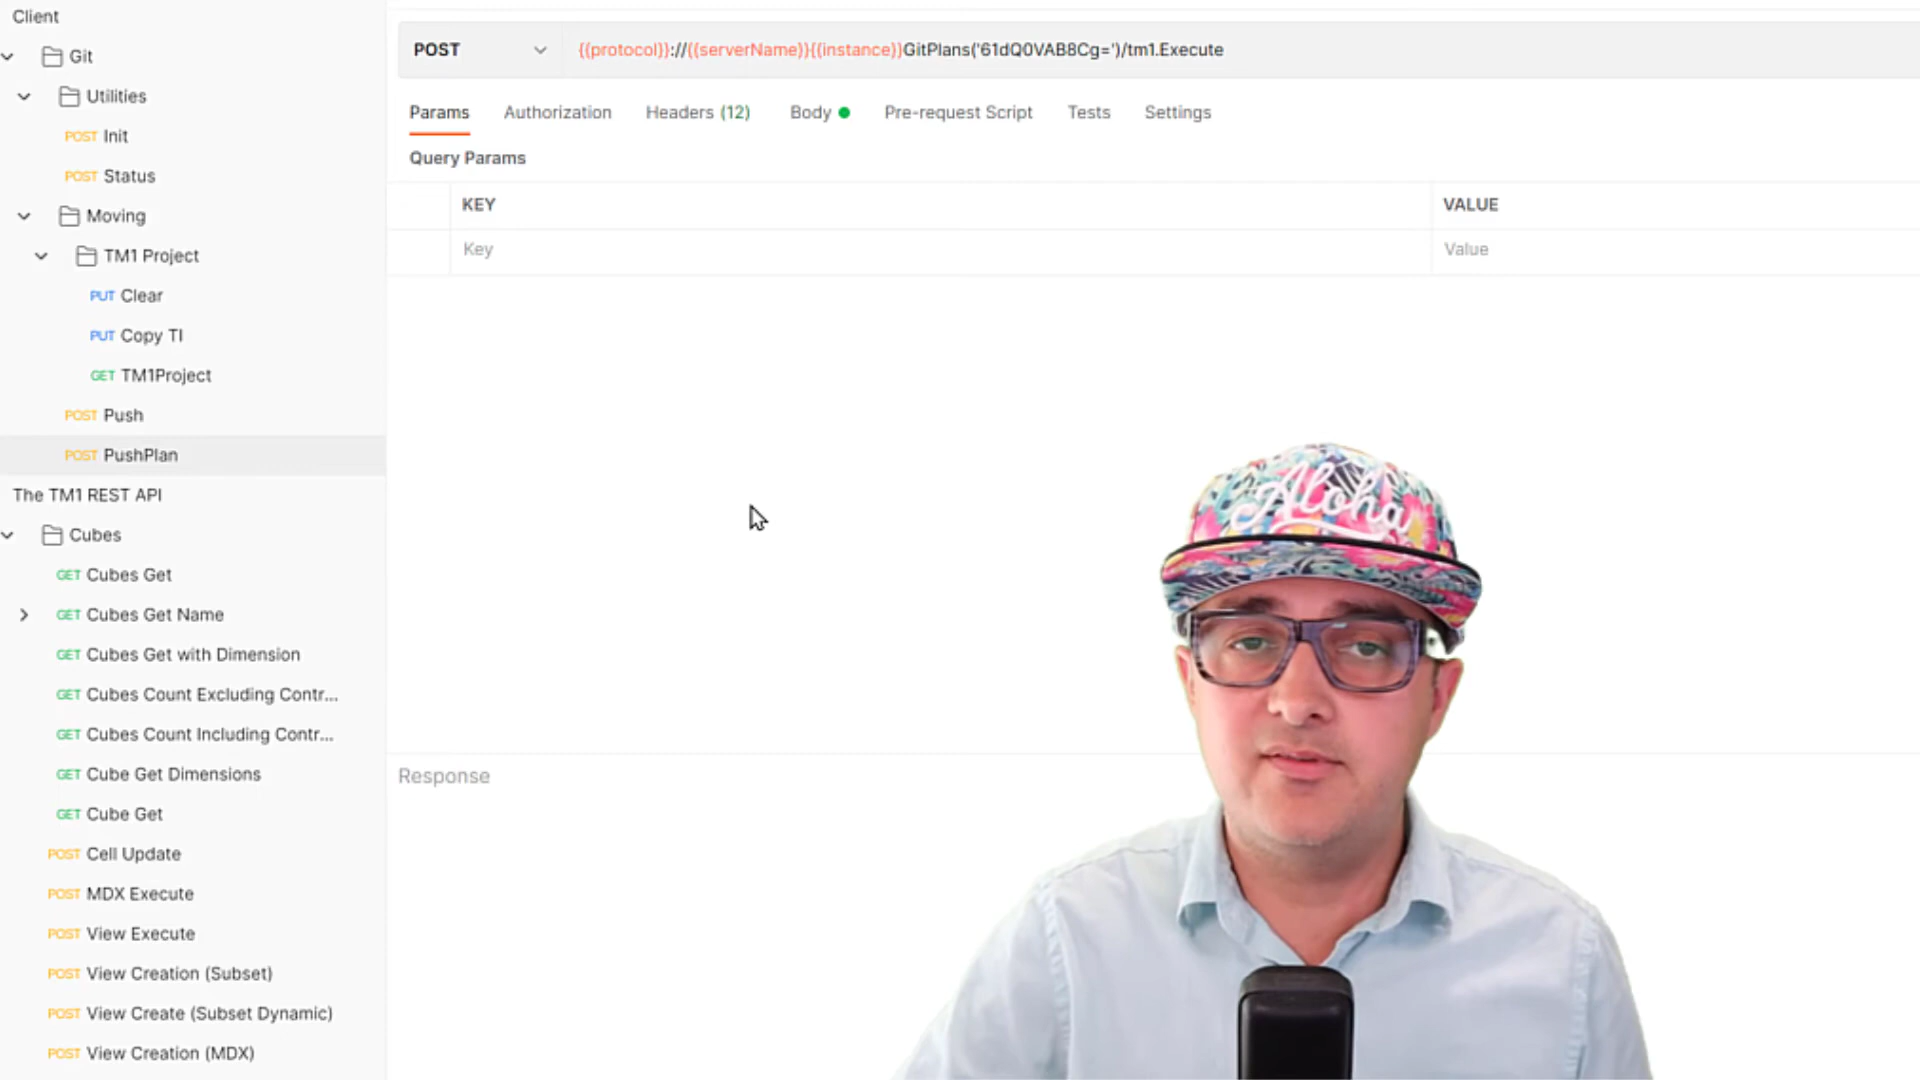 Client
Git
Utilities
POST Init
POST Status
Moving
TM1 Project
PUT Clear
PUT Copy TI
GET TM1Project
POST Push
POST PushPlan
The TM1 REST API
Cubes
GET Cubes Get
GET Cubes Get Name
GET Cubes Get with Dimension
GET Cubes Count Excluding Contr...
GET Cubes Count Including Contr...
GET Cube Get Dimensions
GET Cube Get
POST Cell Update
POST MDX Execute
POST View Execute
POST View Creation (Subset)
POST View Create (Subset Dynamic)
POST View Creation (MDX)
POST {{protocol}}://{{serverName}}{{instance}}GitPlans('61dQ0VAB8Cg=')/tm1.Execute
Params Authorization Headers (12) Body Pre-request Script Tests Settings
Query Params
KEY VALUE
Key Value
Response
Aloha